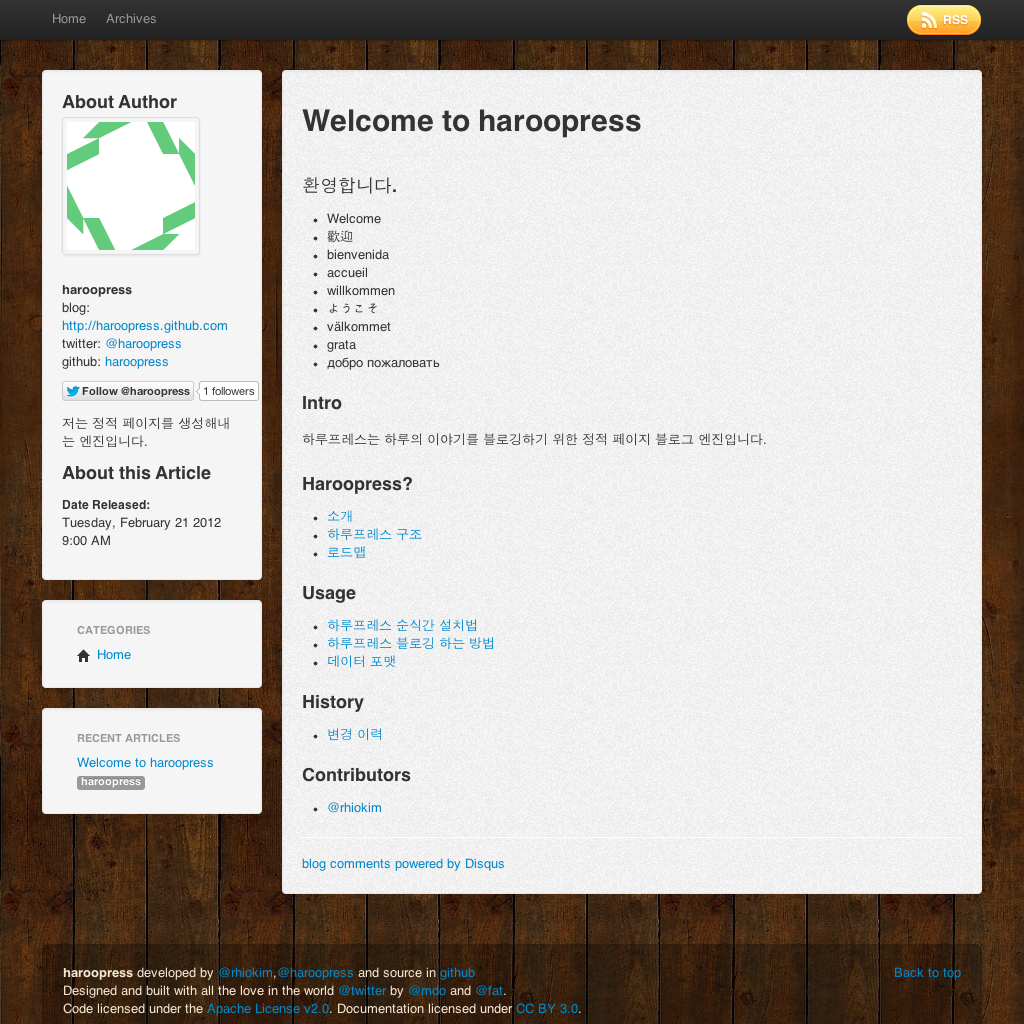 Home Archives RSS
About Author
haroopress
blog:
http://haroopress.github.com
twitter: @haroopress
github: haroopress
Follow @haroopress 1 followers
저는 정적 페이지를 생성해내
는 엔진입니다.
About this Article
Date Released:
Tuesday, February 21 2012
9:00 AM
CATEGORIES
Home
RECENT ARTICLES
Welcome to haroopress
haroopress
Welcome to haroopress
환영합니다.
Welcome
歡迎
bienvenida
accueil
willkommen
ようこそ
välkommet
grata
добро пожаловать
Intro
하루프레스는 하루의 이야기를 블로깅하기 위한 정적 페이지 블로그 엔진입니다.
Haroopress?
소개
하루프레스 구조
로드맵
Usage
하루프레스 순식간 설치법
하루프레스 블로깅 하는 방법
데이터 포맷
History
변경 이력
Contributors
@rhiokim
blog comments powered by Disqus
haroopress developed by @rhiokim,@haroopress and source in github
Back to top
Designed and built with all the love in the world @twitter by @mdo and @fat.
Code licensed under the Apache License v2.0. Documentation licensed under CC BY 3.0.